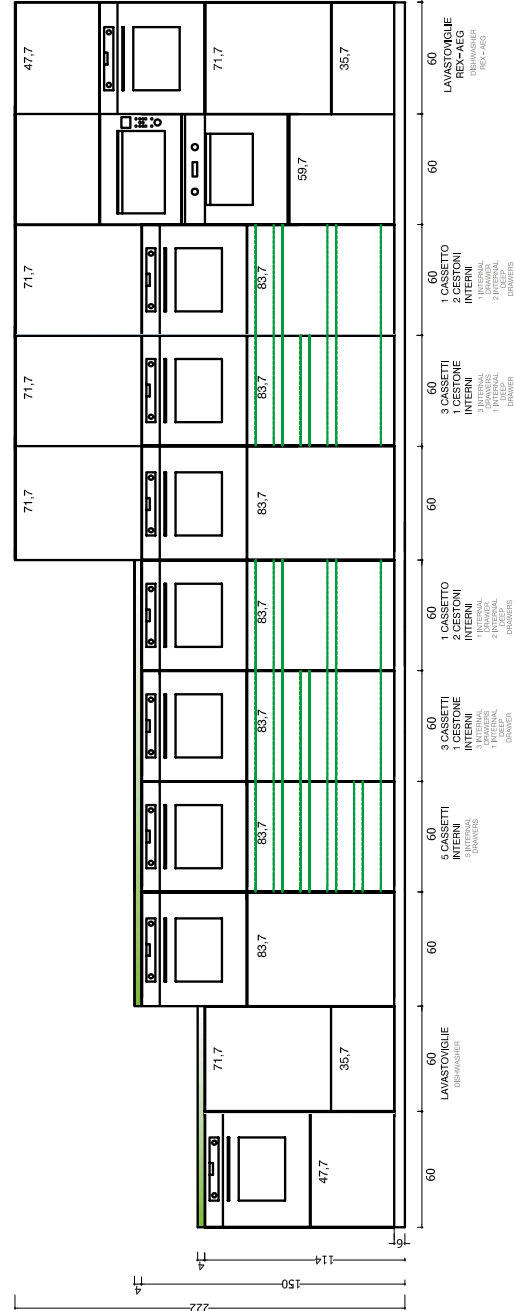 222
4
150
4
114
6
71,7
71,7
71,7
47,7
71,7
71,7
83,7
83,7
83,7
83,7
83,7
83,7
83,7
59,7
47,7
35,7
35,7
60
60
60
60
60
60
60
60
60
60
60
LAVASTOVIGLIE
DISHWASHER
5 CASSETTI
INTERNI
5 INTERNAL
DRAWERS
3 CASSETTI
1 CESTONE
INTERNI
3 INTERNAL
DRAWERS
1 INTERNAL
DEEP
DRAWER
1 CASSETTO
2 CESTONI
INTERNI
1 INTERNAL
DRAWER
2 INTERNAL
DEEP
DRAWERS
3 CASSETTI
1 CESTONE
INTERNI
3 INTERNAL
DRAWERS
1 INTERNAL
DEEP
DRAWER
1 CASSETTO
2 CESTONI
INTERNI
1 INTERNAL
DRAWER
2 INTERNAL
DEEP
DRAWERS
LAVASTOVIGLIE
REX-AEG
DISHWASHER
REX - AEG